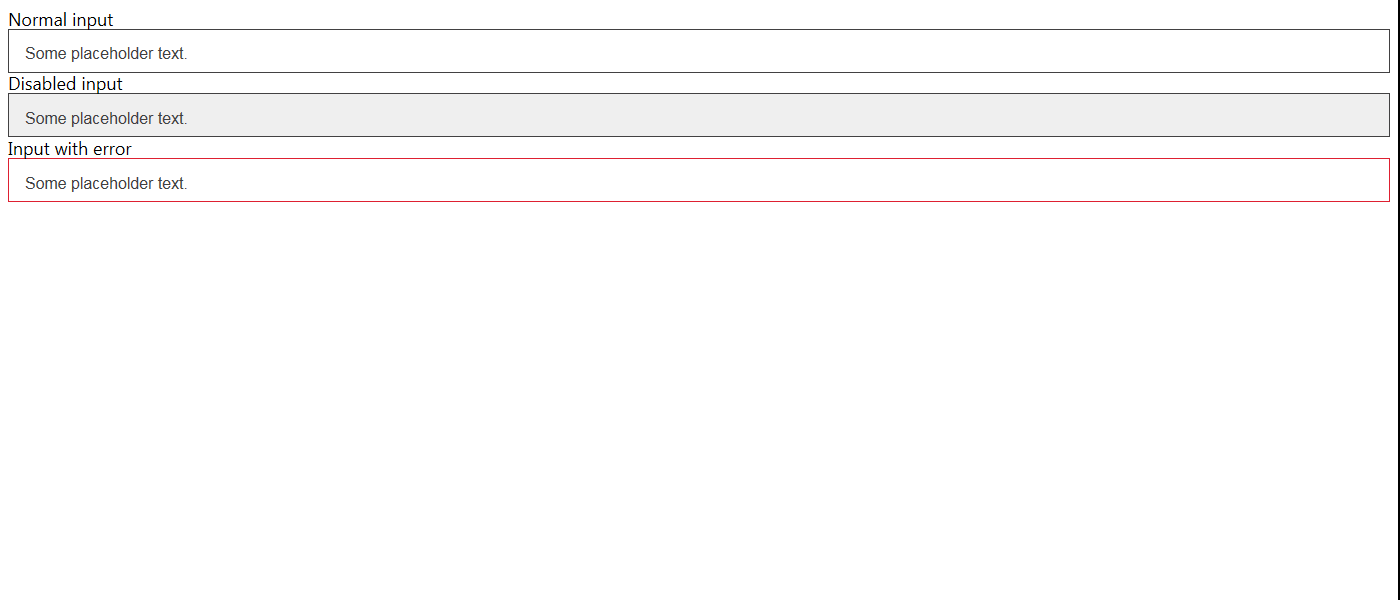 Normal input
Some placeholder text.
Disabled input
Some placeholder text.
Input with error
Some placeholder text.